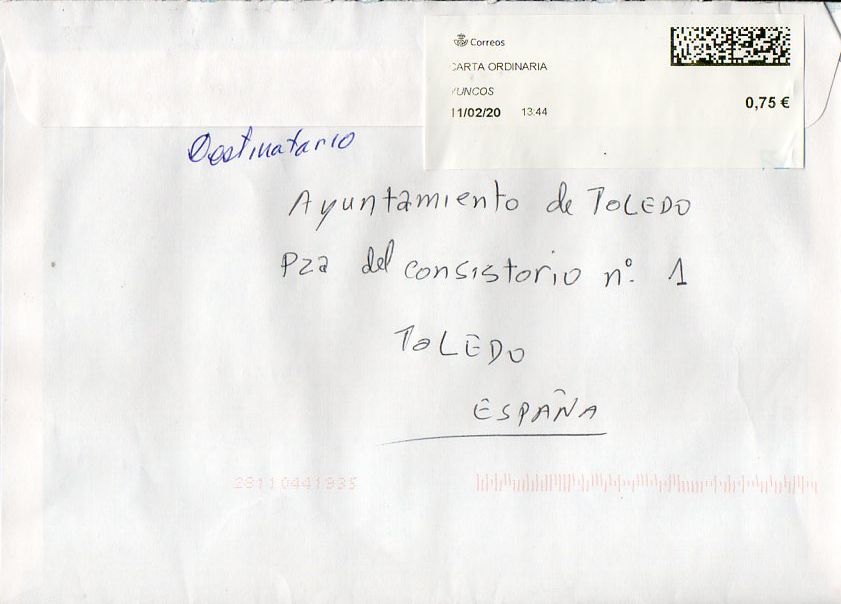 Correos
CARTA ORDINARIA
YUNCOS
11/02/20 13:44
0,75 €
Destinatario
Ayuntamiento de TOLEDO
Pza del consistorio nº. 1
TOLEDO
ESPAÑA
28110441935